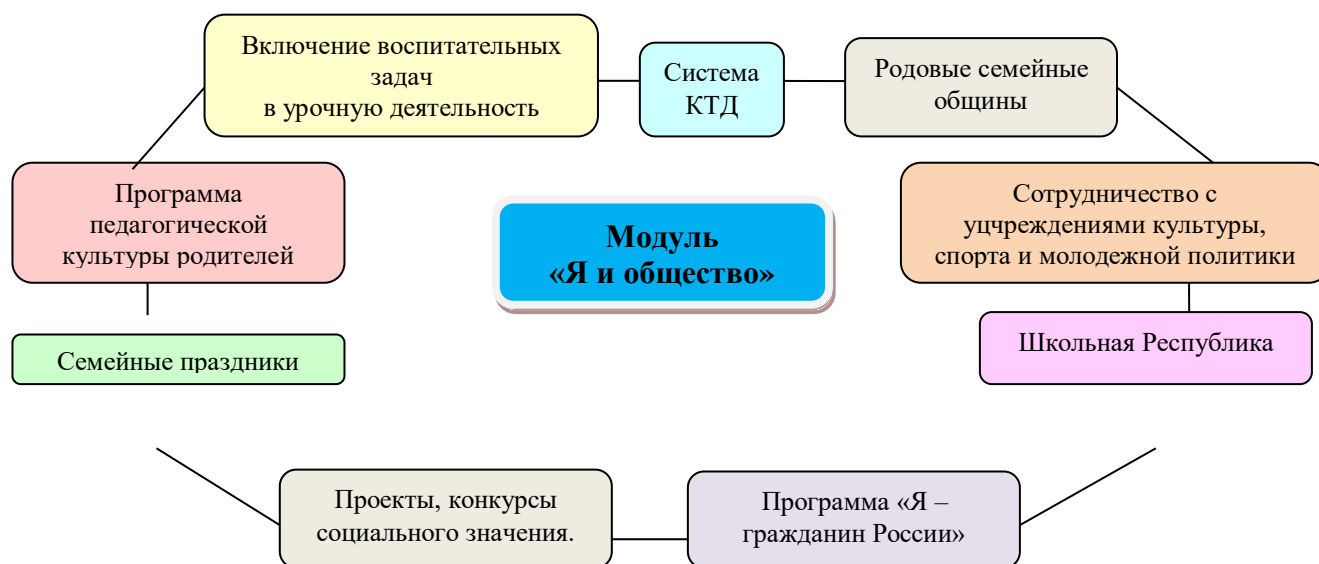 Включение воспитательных
задач
в урочную деятельность
Система
КТД
Родовые семейные
общины
Программа
педагогической
культуры родителей
Модуль
«Я и общество»
Сотрудничество с
уцчреждениями культуры,
спорта и молодежной политики
Семейные праздники
Школьная Республика
Проекты, конкурсы
социального значения.
Программа «Я –
гражданин России»